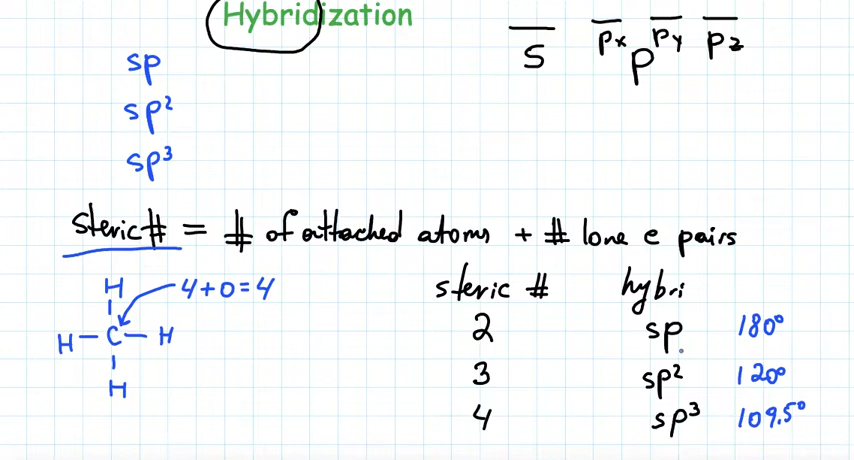 Hybridization
S px py pz
p
sp
sp²
sp³
steric # = # of attached atoms + # lone e pairs
H 4+0=4
H — C — H
H
steric # hybri
2 sp 180°
3 sp² 120°
4 sp³ 109.5°